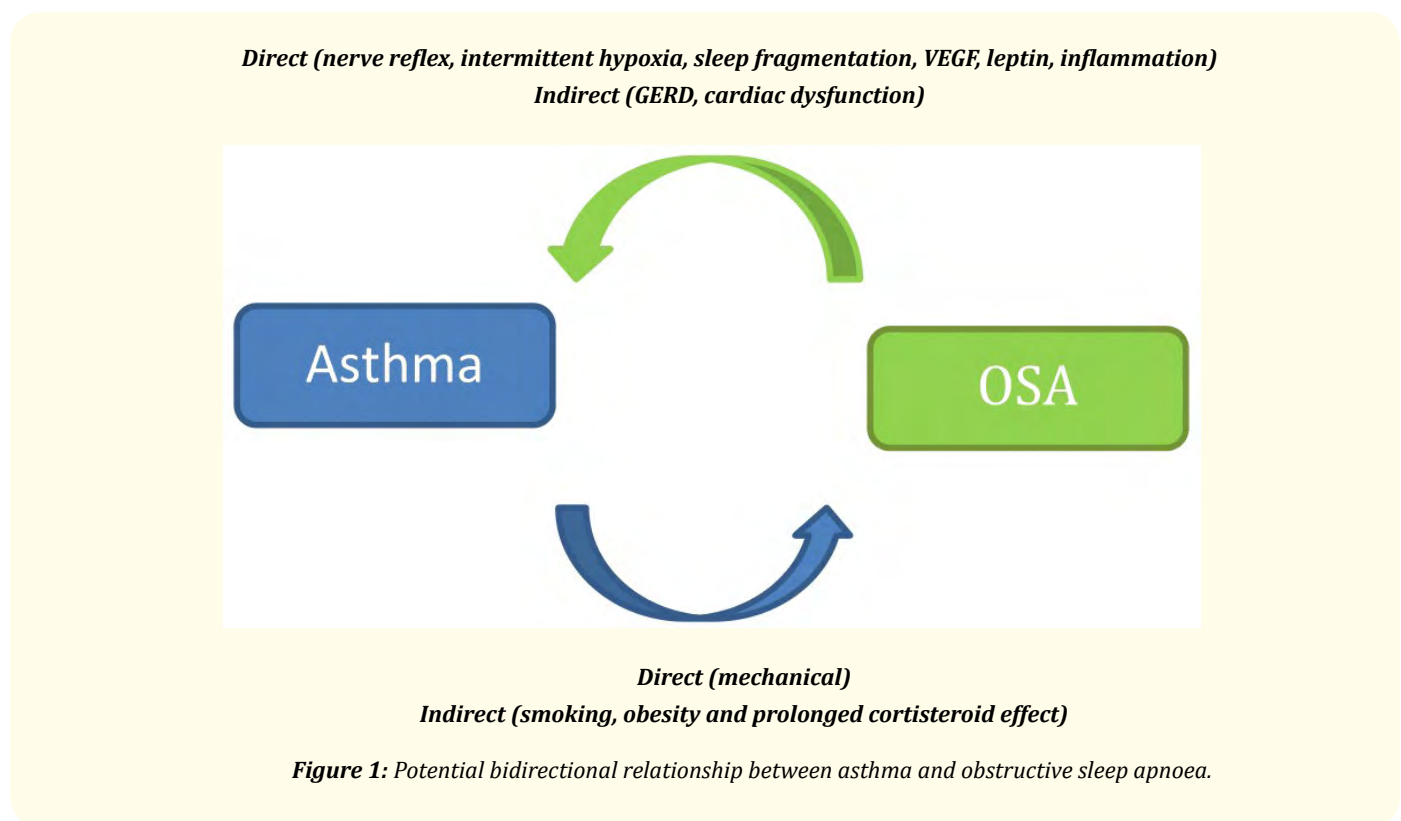 Direct (nerve reflex, intermittent hypoxia, sleep fragmentation, VEGF, leptin, inflammation)
Indirect (GERD, cardiac dysfunction)
Asthma
OSA
Direct (mechanical)
Indirect (smoking, obesity and prolonged cortisteroid effect)
Figure 1: Potential bidirectional relationship between asthma and obstructive sleep apnoea.